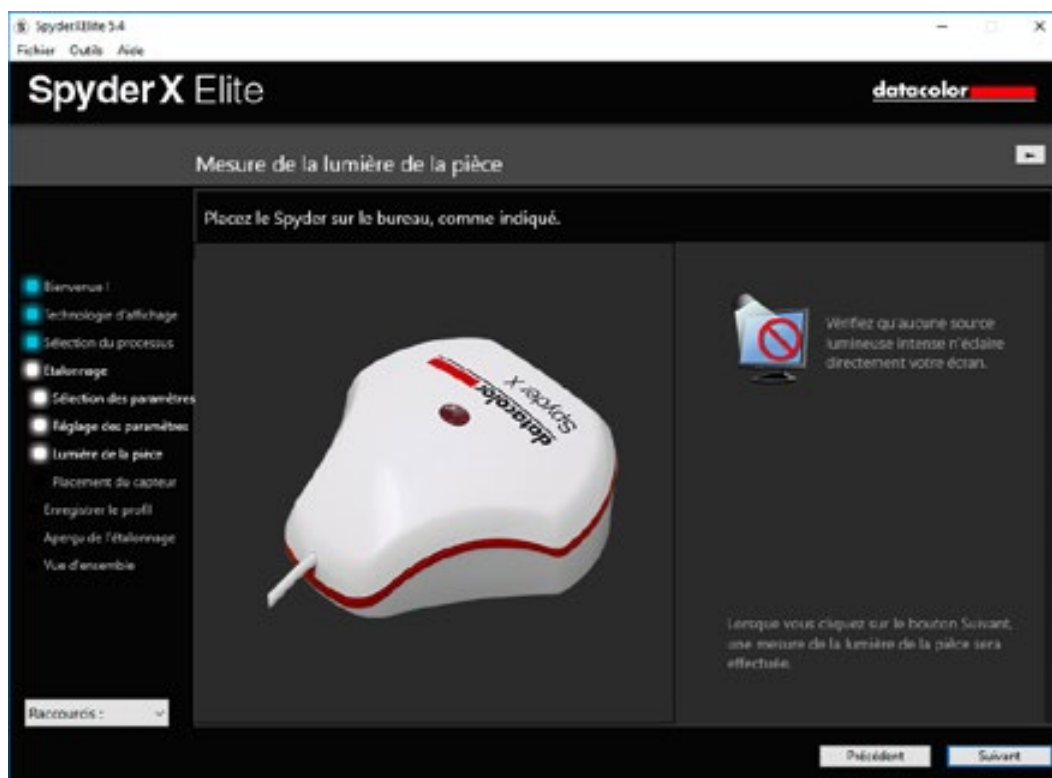 SpyderXElite 5.4
Fichier Outils Aide
SpyderX Elite
datacolor
Mesure de la lumière de la pièce
Placez le Spyder sur le bureau, comme indiqué.
Bienvenue !
Technologie d'affichage
Sélection du processus
Étalonnage
Sélection des paramètres
Réglage des paramètres
Lumière de la pièce
Placement du capteur
Enregistrer le profil
Aperçu de l'étalonnage
Vue d'ensemble
datacolor
Spyder X
Vérifiez qu'aucune source
lumineuse intense n'éclaire
directement votre écran.
Lorsque vous cliquez sur le bouton Suivant,
une mesure de la lumière de la pièce sera
effectuée.
Raccourcis :
Précédent
Suivant